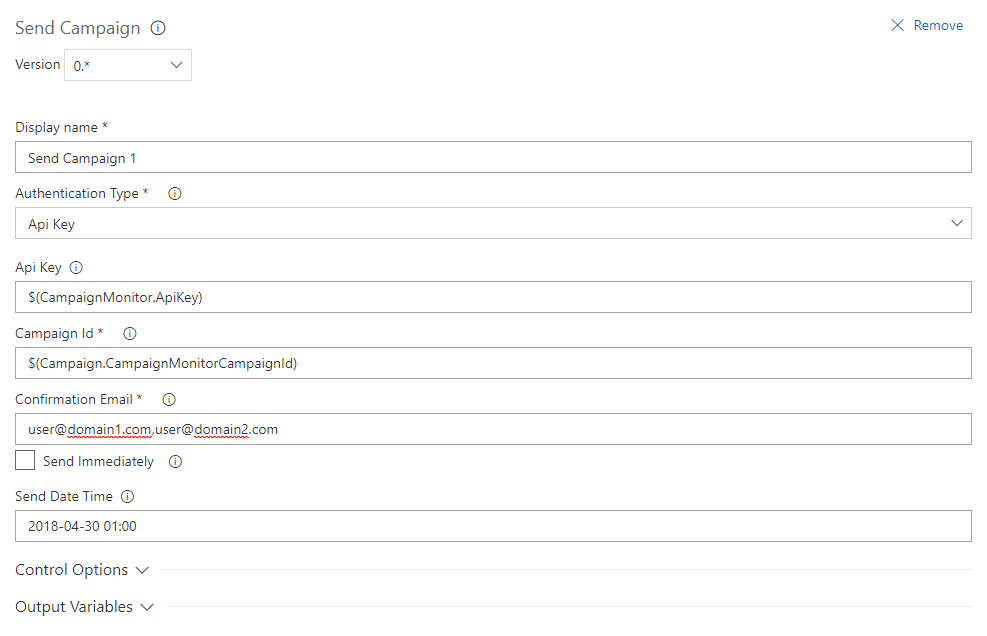 Send Campaign
Remove
Version 0.*
Display name *
Send Campaign 1
Authentication Type *
Api Key
Api Key
$(CampaignMonitor.ApiKey)
Campaign Id *
$(Campaign.CampaignMonitorCampaignId)
Confirmation Email *
user@domain1.com,user@domain2.com
Send Immediately
Send Date Time
2018-04-30 01:00
Control Options
Output Variables